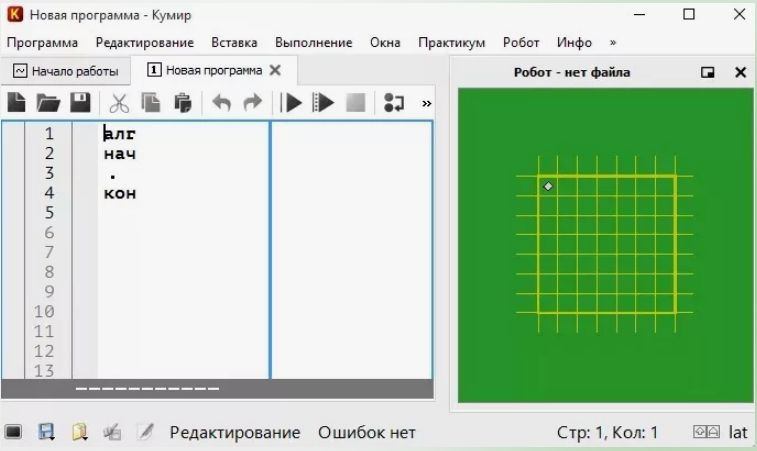 Новая программа - Кумир
Программа Редактирование Вставка Выполнение Окна Практикум Робот Инфо »
Начало работы 1 Новая программа
Робот - нет файла
»
1 алг
2 нач
3 .
4 кон
5
6
7
8
9
10
11
12
13
Редактирование Ошибок нет Стр: 1, Кол: 1 lat